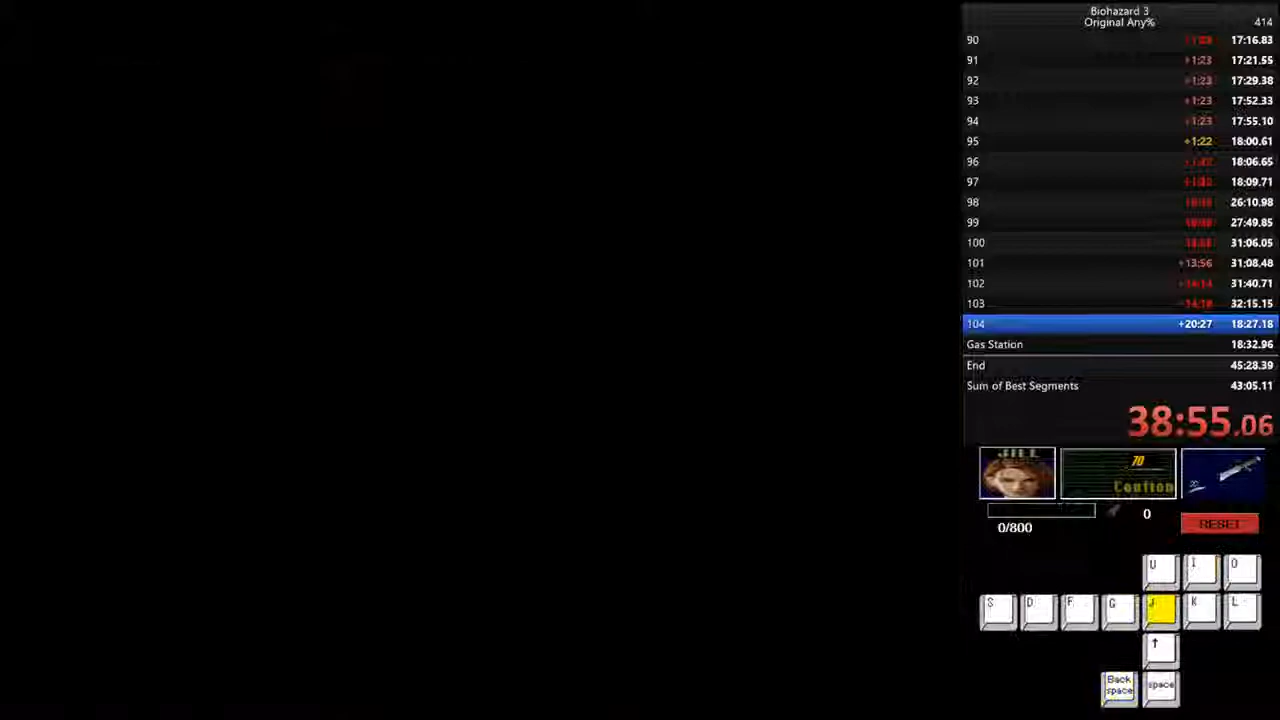 Biohazard 3
Original Any% 414
90 17:16.83
91 +1:23 17:21.55
92 +1:23 17:29.38
93 +1:23 17:52.33
94 +1:23 17:55.10
95 +1:22 18:00.61
96 18:06.65
97 18:09.71
98 26:10.98
99 27:49.85
100 31:06.05
101 +13:56 31:08.48
102 +14:14 31:40.71
103 +14:18 32:15.15
104 +20:27 18:27.18
Gas Station 18:32.96
End 45:28.39
Sum of Best Segments 43:05.11
38:55.06
JILL
70
Caution
0
0/800
RESET
U I O
S D F G J K L
↑
Back space
space